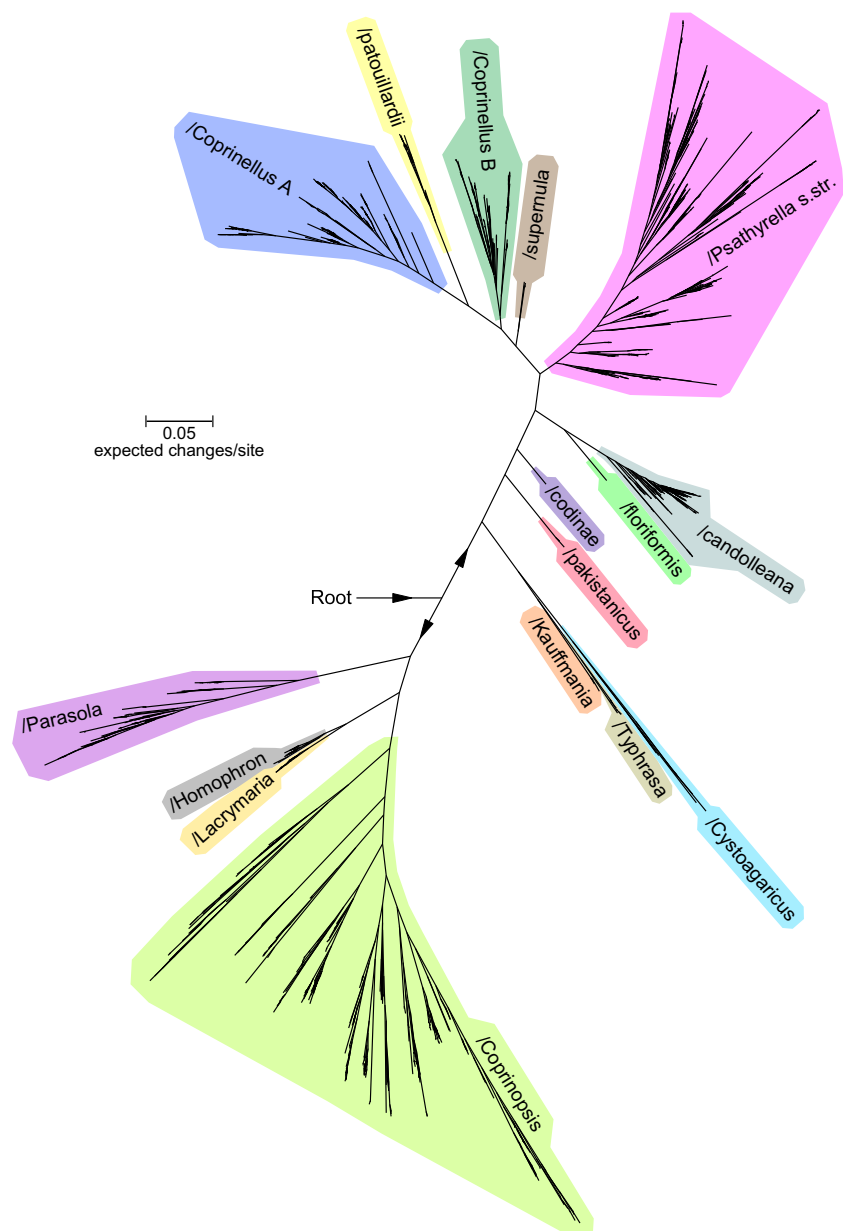 /patouillardii
/Coprinellus B
/Coprinellus A
/supernula
/Psathyrella s.str.
0.05
expected changes/site
/codinae
/floriformis
/candolleana
/pakistanicus
Root
/Kauffmania
/Parasola
/Typhrasa
/Homophron
/Lacrymaria
/Cystoagaricus
/Coprinopsis